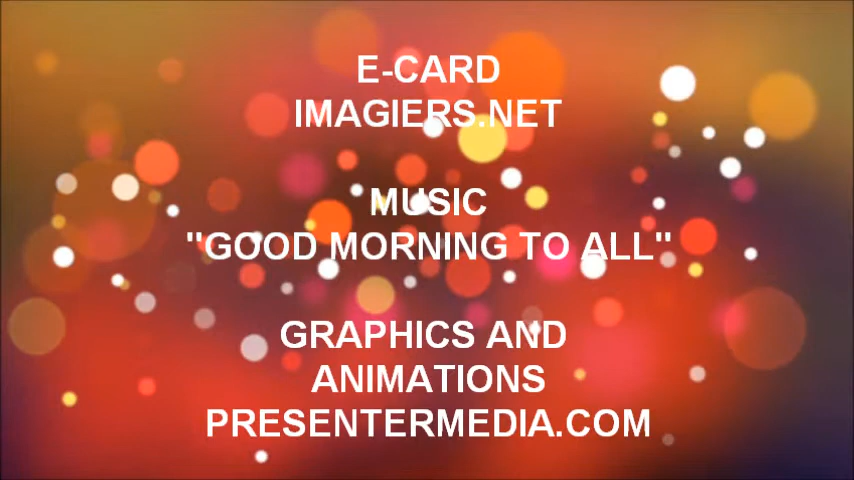 E-CARD
IMAGIERS.NET
MUSIC
"GOOD MORNING TO ALL"
GRAPHICS AND
ANIMATIONS
PRESENTERMEDIA.COM